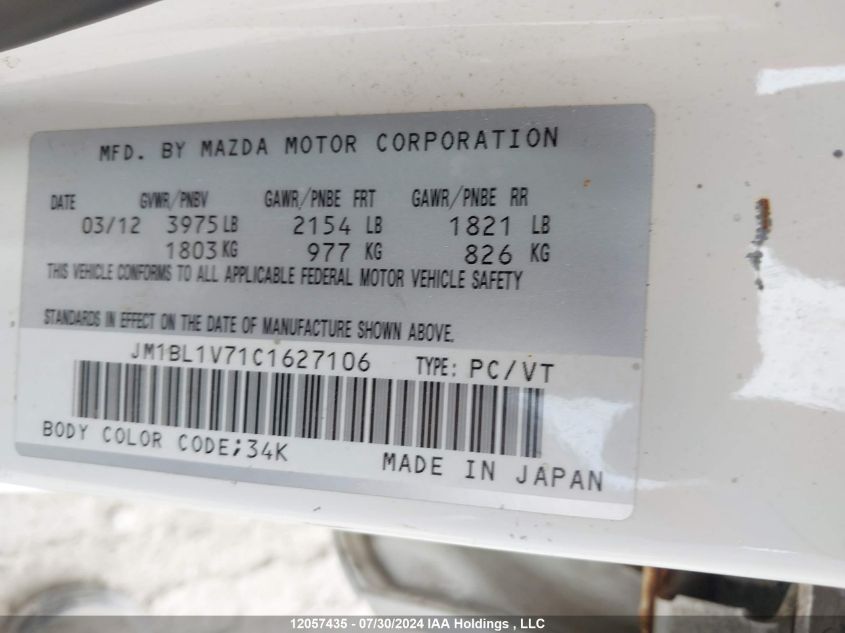 MFD. BY MAZDA MOTOR CORPORATION
DATE GVWR/PNBV GAWR/PNBE FRT GAWR/PNBE RR
03/12 3975 LB 2154 LB 1821 LB
1803 KG 977 KG 826 KG
THIS VEHICLE CONFORMS TO ALL APPLICABLE FEDERAL MOTOR VEHICLE SAFETY
STANDARDS IN EFFECT ON THE DATE OF MANUFACTURE SHOWN ABOVE.
JM1BL1V71C1627106 TYPE: PC/VT
BODY COLOR CODE;34K
MADE IN JAPAN
12057435 - 07/30/2024 IAA Holdings , LLC